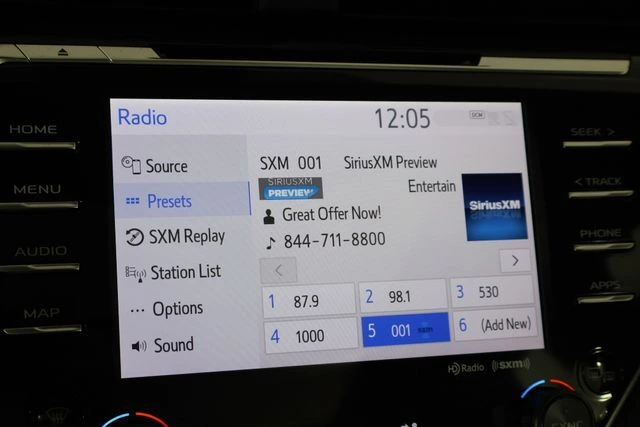 Radio 12:05 DCM
HOME
MENU
AUDIO
MAP
SEEK >
< TRACK
PHONE
APPS
Source
Presets
SXM Replay
Station List
Options
Sound
SXM 001 SiriusXM Preview
SIRIUSXM
PREVIEW
Entertain
SiriusXM
Great Offer Now!
844-711-8800
< >
1 87.9
2 98.1
3 530
4 1000
5 001 sxm
6 (Add New)
HD Radio ((sxm))